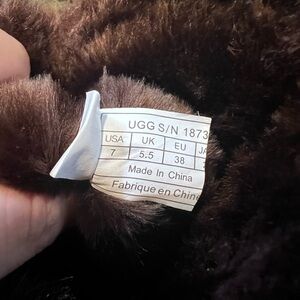 UGG S/N 1873
USA UK EU
7 5.5 38
Made in China
Fabrique en Chin